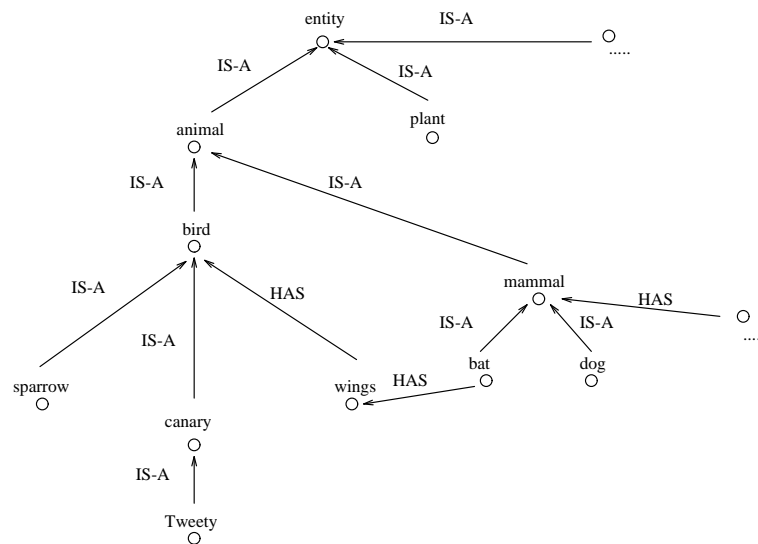 entity
IS-A
.....
IS-A
IS-A
plant
animal
IS-A
IS-A
bird
mammal
IS-A
HAS
HAS
IS-A
IS-A
IS-A
....
sparrow
wings
HAS
bat
dog
canary
IS-A
Tweety